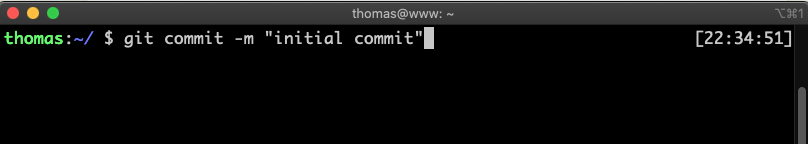 thomas@www: ~
⌥⌘1
thomas:~/ $ git commit -m "initial commit" [22:34:51]